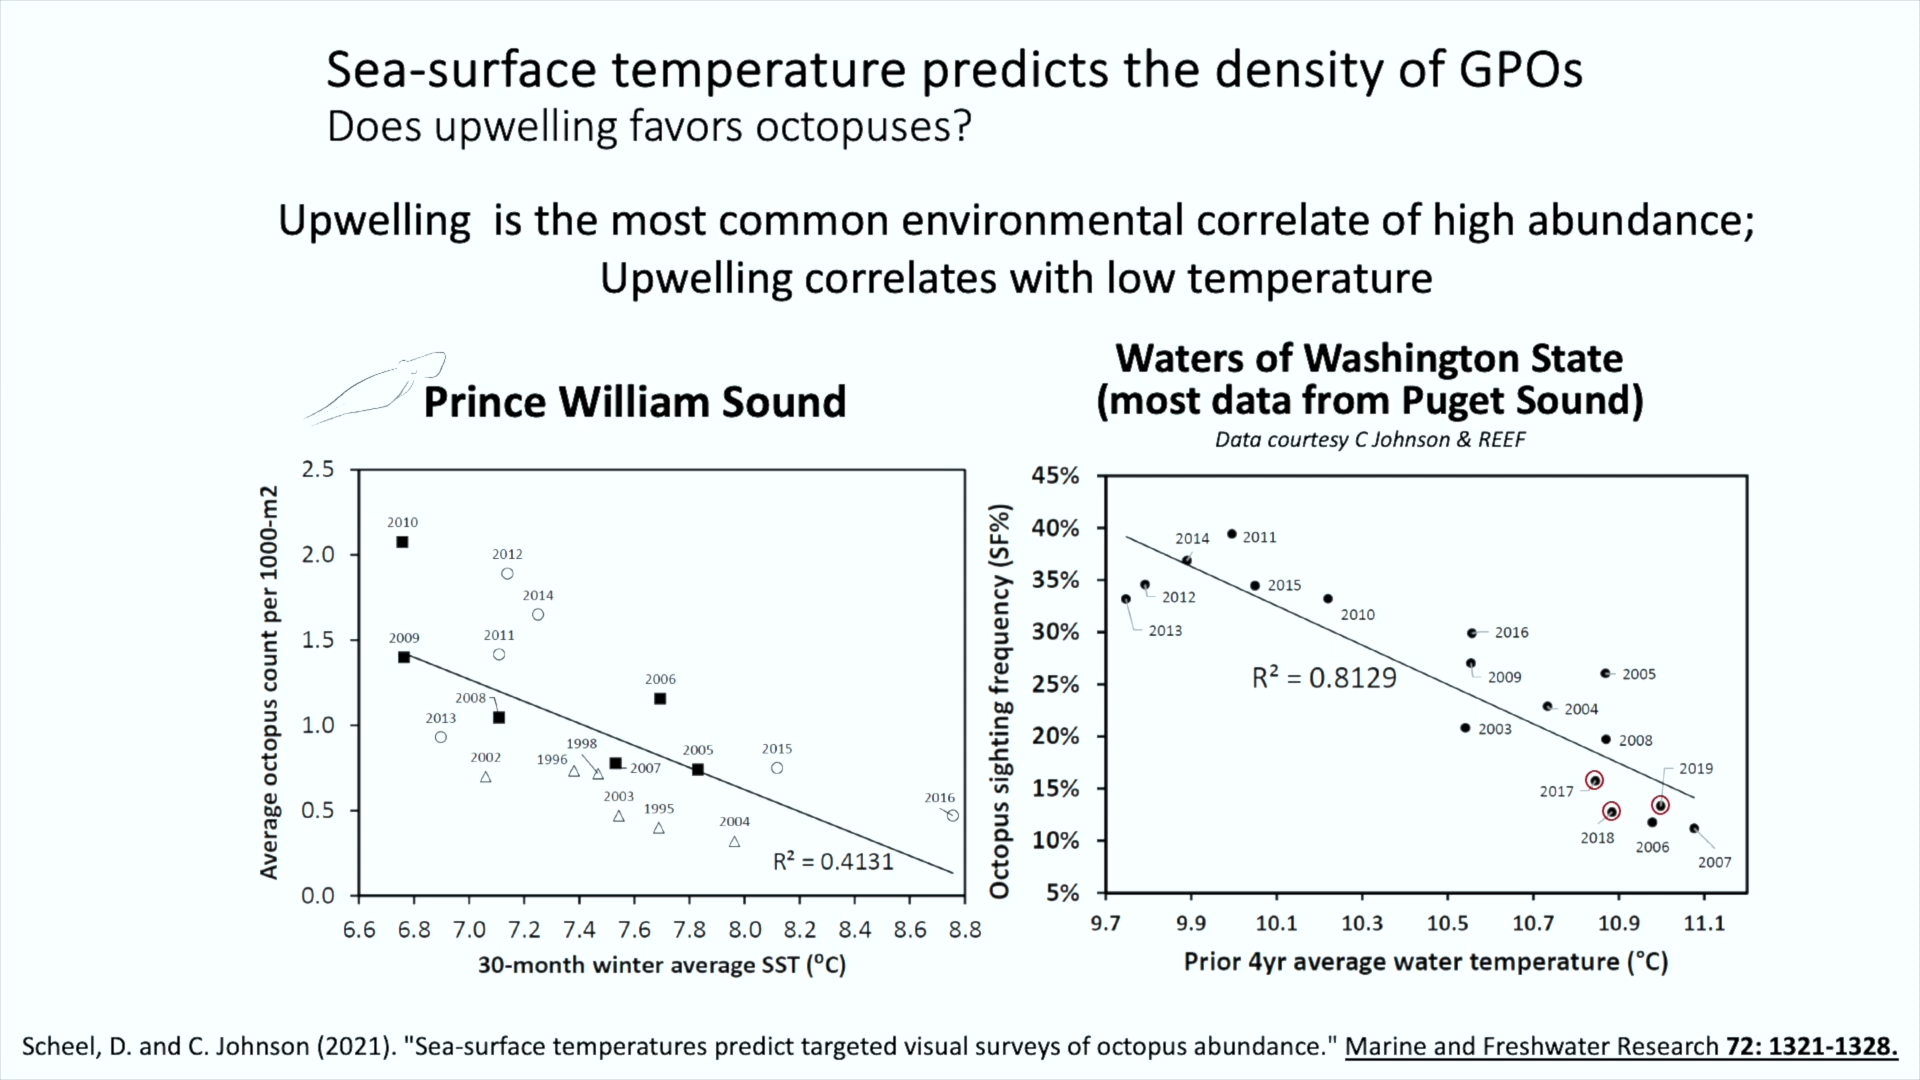 Sea-surface temperature predicts the density of GPOs
Does upwelling favors octopuses?
Upwelling is the most common environmental correlate of high abundance;
Upwelling correlates with low temperature
Prince William Sound
Average octopus count per 1000-m2
2.5
2.0
1.5
1.0
0.5
0.0
2010
2012
2014
2011
2009
2006
2008
2013
2002
1996
1998
2007
2005
2015
2003
1995
2004
2016
R² = 0.4131
6.6 6.8 7.0 7.2 7.4 7.6 7.8 8.0 8.2 8.4 8.6 8.8
30-month winter average SST (⁰C)
Waters of Washington State
(most data from Puget Sound)
Data courtesy C Johnson & REEF
Octopus sighting frequency (SF%)
45%
40%
35%
30%
25%
20%
15%
10%
5%
2014
2011
2012
2015
2013
2010
2016
R² = 0.8129
2009
2005
2004
2003
2008
2019
2017
2018
2006
2007
9.7 9.9 10.1 10.3 10.5 10.7 10.9 11.1
Prior 4yr average water temperature (°C)
Scheel, D. and C. Johnson (2021). "Sea-surface temperatures predict targeted visual surveys of octopus abundance." Marine and Freshwater Research 72: 1321-1328.